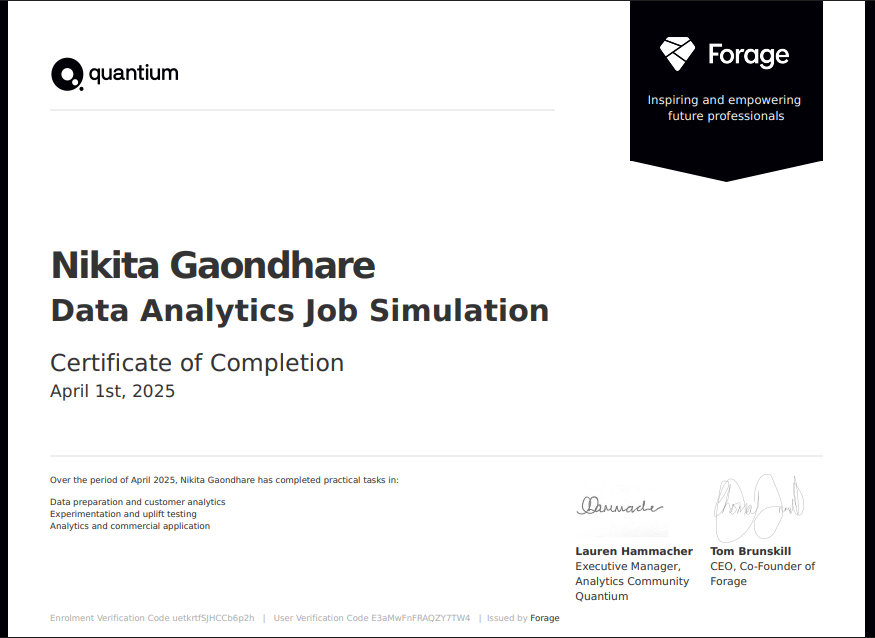 quantium
Forage
Inspiring and empowering
future professionals
Nikita Gaondhare
Data Analytics Job Simulation
Certificate of Completion
April 1st, 2025
Over the period of April 2025, Nikita Gaondhare has completed practical tasks in:
Data preparation and customer analytics
Experimentation and uplift testing
Analytics and commercial application
Lauren Hammacher
Executive Manager,
Analytics Community
Quantium
Tom Brunskill
CEO, Co-Founder of
Forage
Enrolment Verification Code uetkrtf5JHCCb6p2h | User Verification Code E3aMwFnFRAQZY7TW4 | Issued by Forage